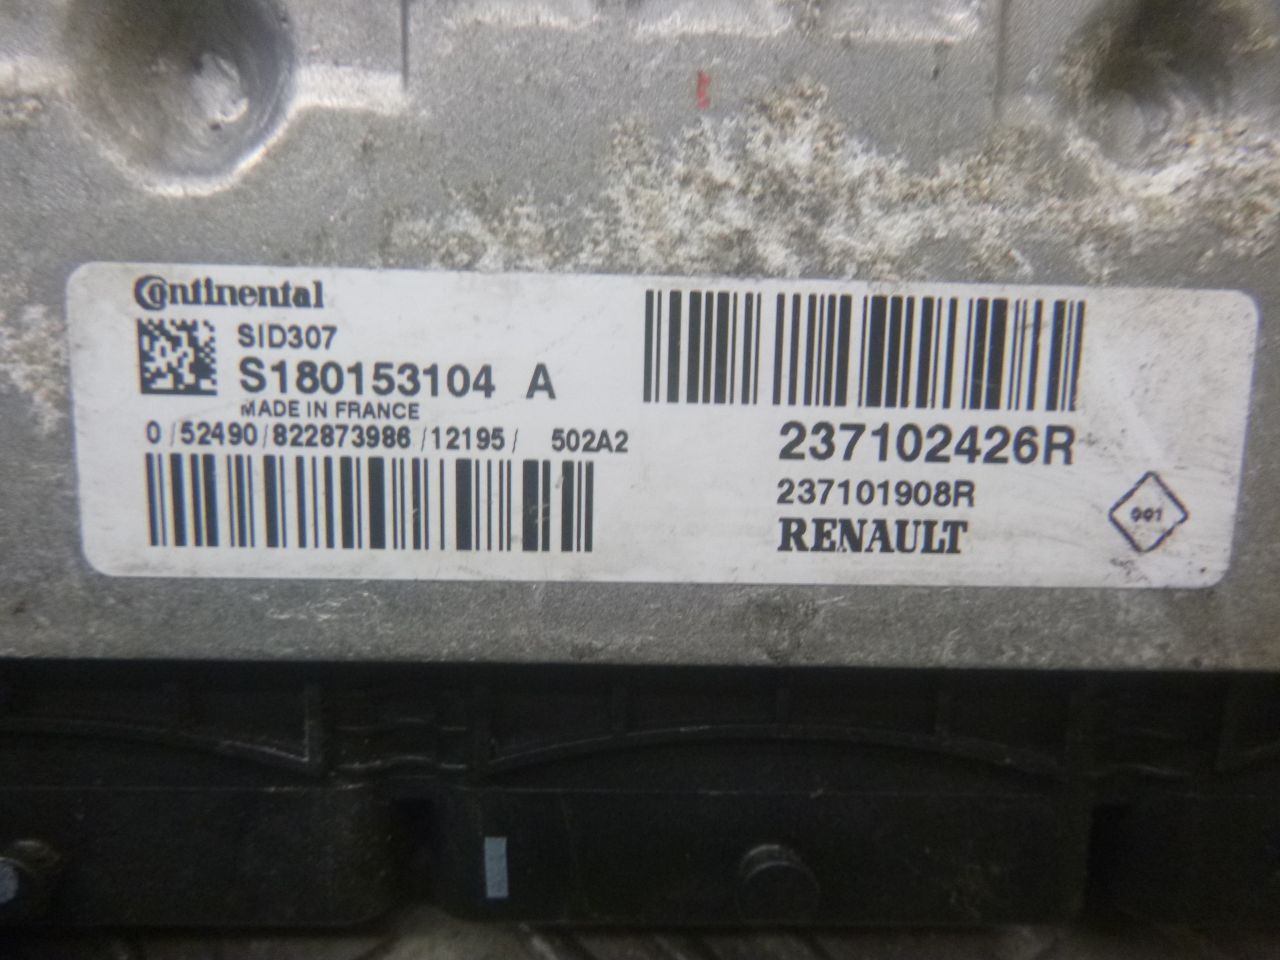 Continental
SID307
S180153104 A
MADE IN FRANCE
0/52490/822873986/12195/ 502A2
237102426R
237101908R
RENAULT
001